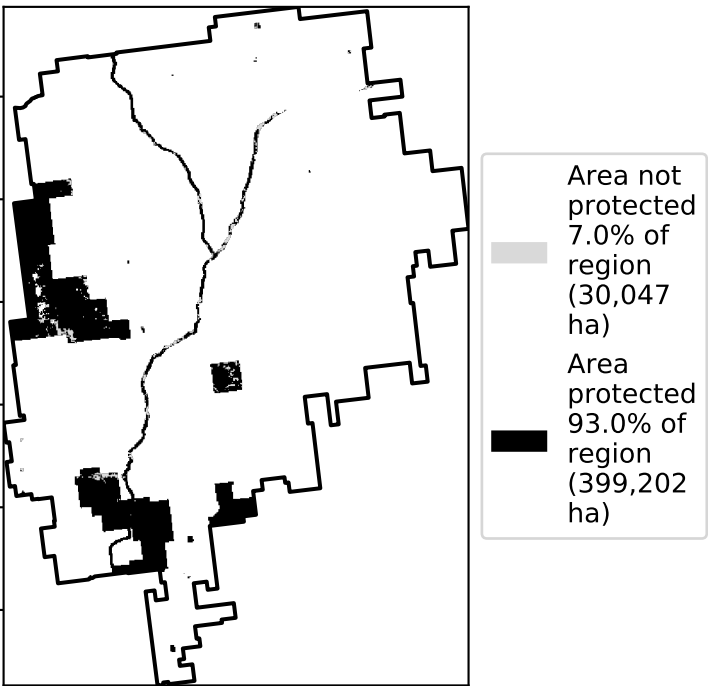 Area not
protected
7.0% of
region
(30,047
ha)
Area
protected
93.0% of
region
(399,202
ha)